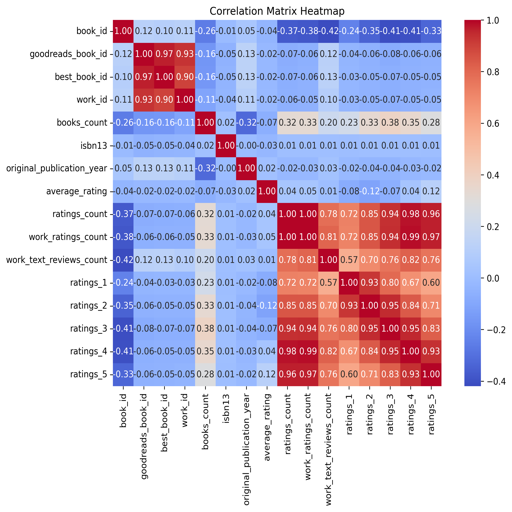 Correlation Matrix Heatmap
book_id 1.00 0.12 0.10 0.11 -0.26 -0.01 0.05 -0.04 -0.37 -0.38 -0.42 -0.24 -0.35 -0.41 -0.41 -0.33
goodreads_book_id 0.12 1.00 0.97 0.93 -0.16 -0.05 0.13 -0.02 -0.07 -0.06 0.12 -0.04 -0.06 -0.08 -0.06 -0.06
best_book_id 0.10 0.97 1.00 0.90 -0.16 -0.05 0.13 -0.02 -0.07 -0.06 0.13 -0.03 -0.05 -0.07 -0.05 -0.05
work_id 0.11 0.93 0.90 1.00 -0.11 -0.04 0.11 -0.02 -0.06 -0.05 0.10 -0.03 -0.05 -0.07 -0.05 -0.05
books_count -0.26 -0.16 -0.16 -0.11 1.00 0.02 -0.32 -0.07 0.32 0.33 0.20 0.23 0.33 0.38 0.35 0.28
isbn13 -0.01 -0.05 -0.05 -0.04 0.02 1.00 0.00 -0.03 0.01 0.01 0.01 0.01 0.01 0.01 0.01 0.01
original_publication_year 0.05 0.13 0.13 0.11 -0.32 0.00 1.00 0.02 -0.02 -0.03 0.03 -0.02 -0.04 -0.04 -0.03 -0.02
average_rating -0.04 -0.02 -0.02 -0.02 -0.07 -0.03 0.02 1.00 0.04 0.05 0.01 -0.08 -0.12 -0.07 0.04 0.12
ratings_count -0.37 -0.07 -0.07 -0.06 0.32 0.01 -0.02 0.04 1.00 1.00 0.78 0.72 0.85 0.94 0.98 0.96
work_ratings_count -0.38 -0.06 -0.06 -0.05 0.33 0.01 -0.03 0.05 1.00 1.00 0.81 0.72 0.85 0.94 0.99 0.97
work_text_reviews_count -0.42 0.12 0.13 0.10 0.20 0.01 0.03 0.01 0.78 0.81 1.00 0.57 0.70 0.76 0.82 0.76
ratings_1 -0.24 -0.04 -0.03 -0.03 0.23 0.01 -0.02 -0.08 0.72 0.72 0.57 1.00 0.93 0.80 0.67 0.60
ratings_2 -0.35 -0.06 -0.05 -0.05 0.33 0.01 -0.04 -0.12 0.85 0.85 0.70 0.93 1.00 0.95 0.84 0.71
ratings_3 -0.41 -0.08 -0.07 -0.07 0.38 0.01 -0.04 -0.07 0.94 0.94 0.76 0.80 0.95 1.00 0.95 0.83
ratings_4 -0.41 -0.06 -0.05 -0.05 0.35 0.01 -0.03 0.04 0.98 0.99 0.82 0.67 0.84 0.95 1.00 0.93
ratings_5 -0.33 -0.06 -0.05 -0.05 0.28 0.01 -0.02 0.12 0.96 0.97 0.76 0.60 0.71 0.83 0.93 1.00
book_id
goodreads_book_id
best_book_id
work_id
books_count
isbn13
original_publication_year
average_rating
ratings_count
work_ratings_count
work_text_reviews_count
ratings_1
ratings_2
ratings_3
ratings_4
ratings_5
1.0
0.8
0.6
0.4
0.2
0.0
−0.2
−0.4